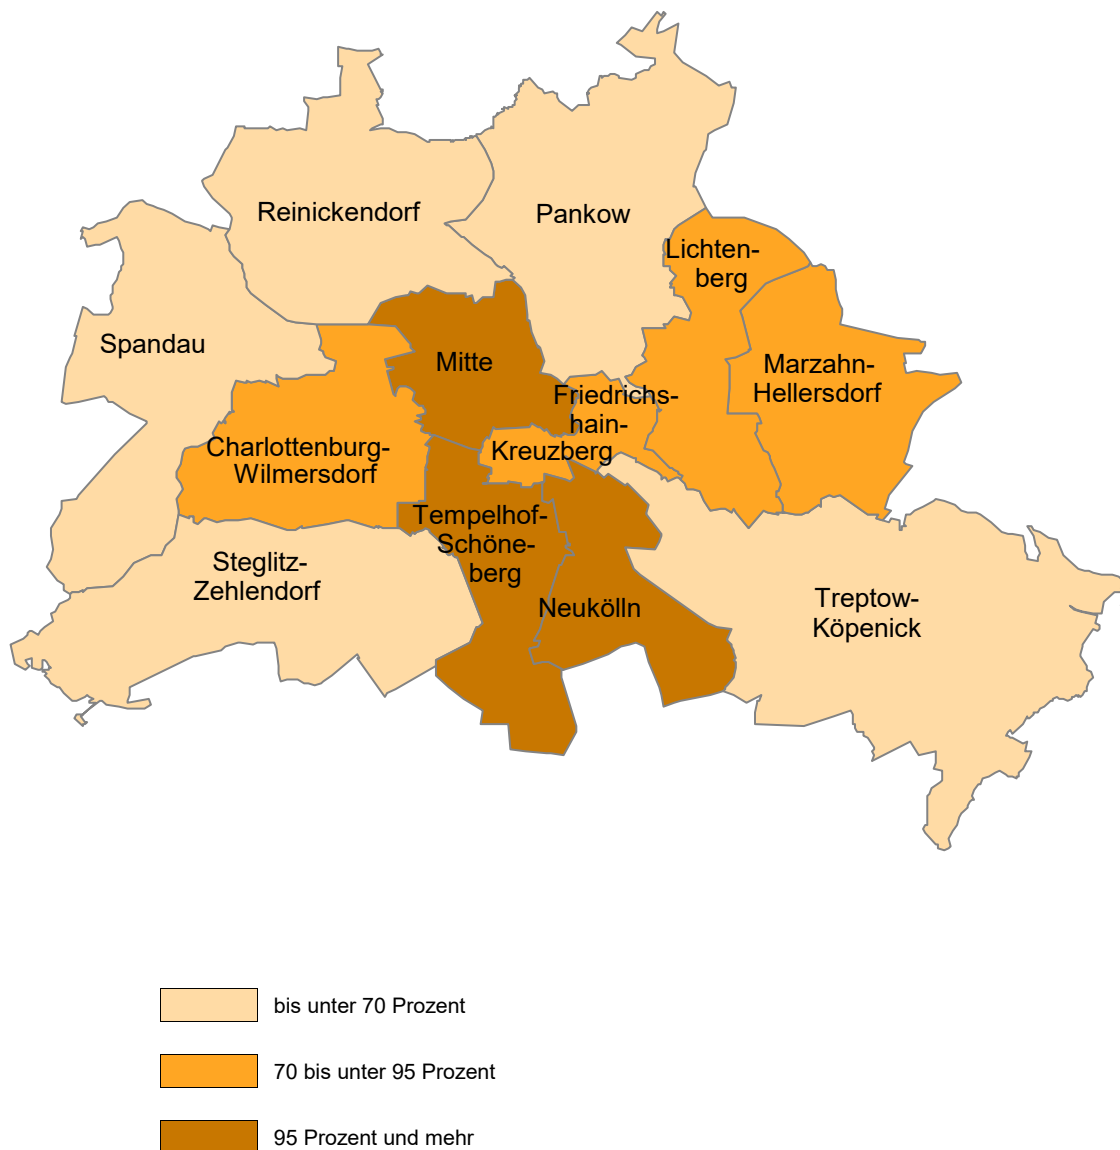 Reinickendorf
Pankow
Lichten-
berg
Spandau
Mitte
Marzahn-
Hellersdorf
Friedrichs-
hain-
Kreuzberg
Charlottenburg-
Wilmersdorf
Tempelhof-
Schöne-
berg
Steglitz-
Zehlendorf
Neukölln
Treptow-
Köpenick
bis unter 70 Prozent
70 bis unter 95 Prozent
95 Prozent und mehr